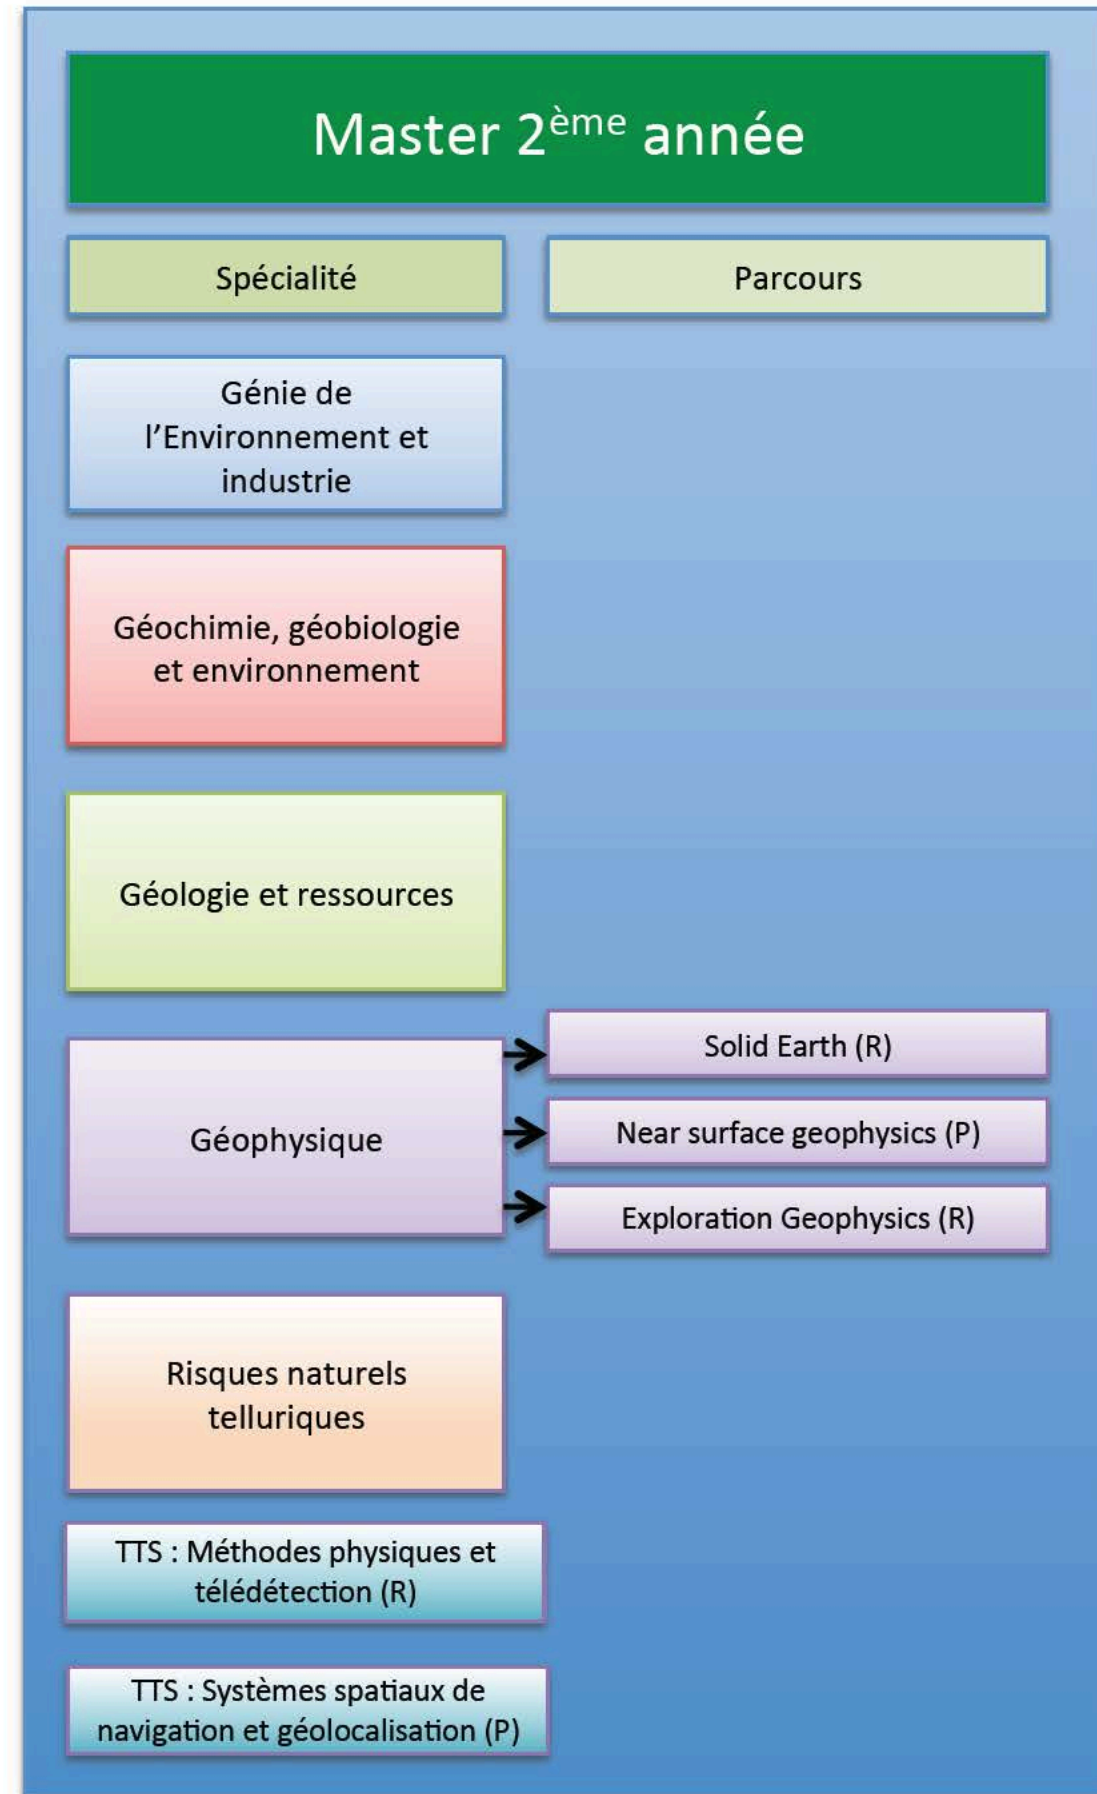 Master 2ème année
Spécialité
Parcours
Génie de
l’Environnement et
industrie
Géochimie, géobiologie
et environnement
Géologie et ressources
Géophysique
Solid Earth (R)
Near surface geophysics (P)
Exploration Geophysics (R)
Risques naturels
telluriques
TTS : Méthodes physiques et
télédétection (R)
TTS : Systèmes spatiaux de
navigation et géolocalisation (P)